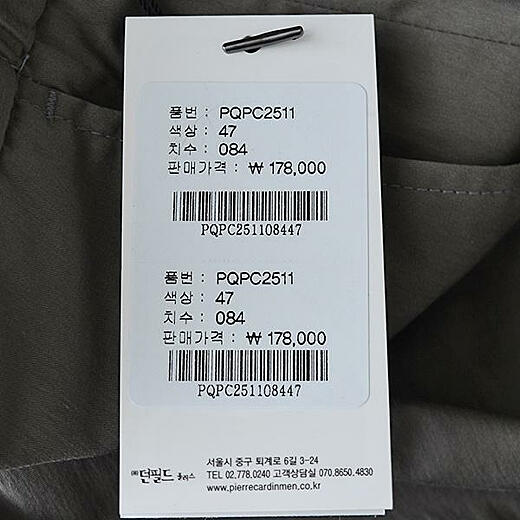 품번 : PQPC2511
색상 : 47
치수 : 084
판매가격 : ₩ 178,000
PQPC251108447
품번 : PQPC2511
색상 : 47
치수 : 084
판매가격 : ₩ 178,000
PQPC251108447
㈜던필드 플러스
서울시 중구 퇴계로 6길 3-24
TEL 02.778.0240 고객상담실 070.8650.4830
www.pierrecardinmen.co.kr